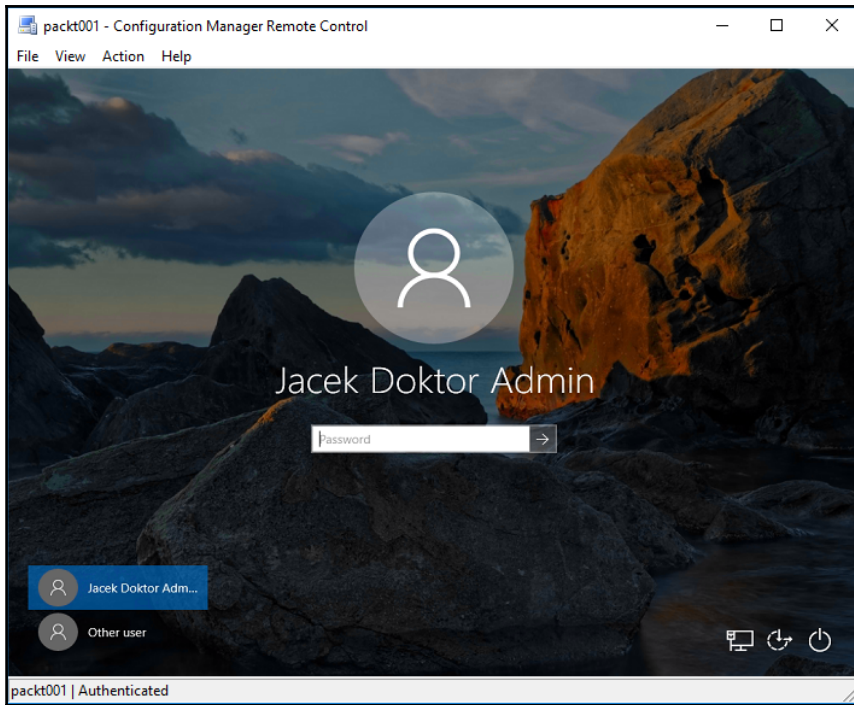 packt001 - Configuration Manager Remote Control
File View Action Help
Jacek Doktor Admin
Password
Jacek Doktor Adm...
Other user
packt001 | Authenticated